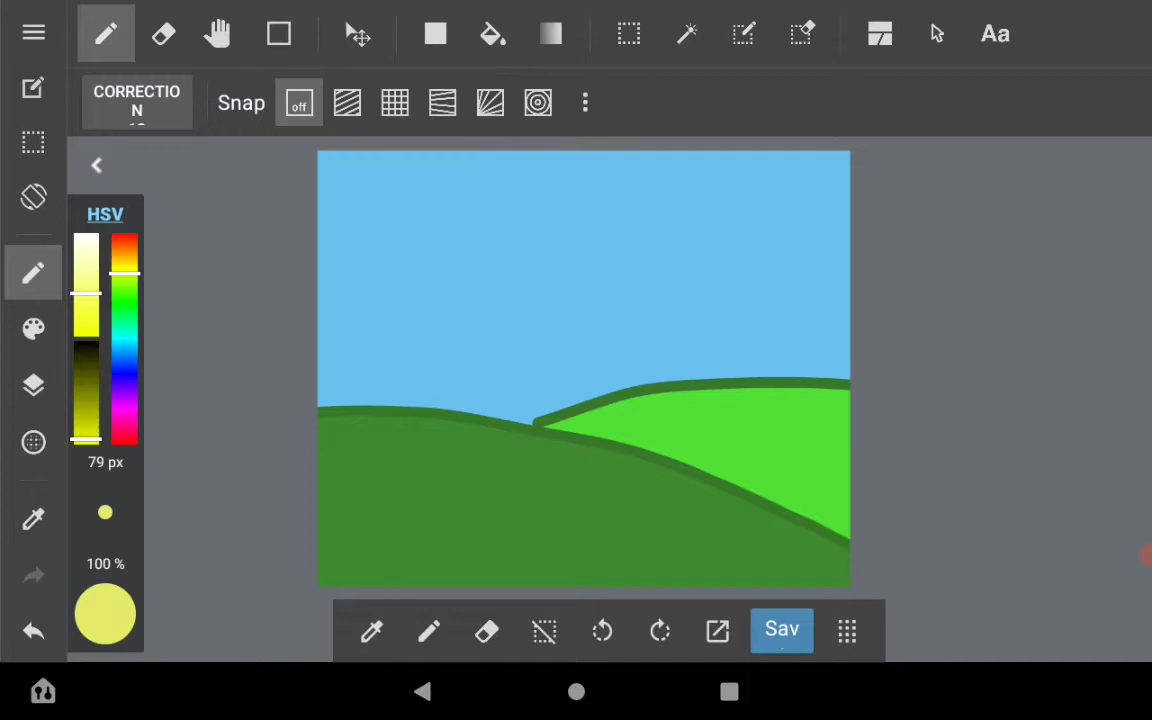 Aa
CORRECTIO
N
Snap
off
HSV
79 px
100 %
Sav